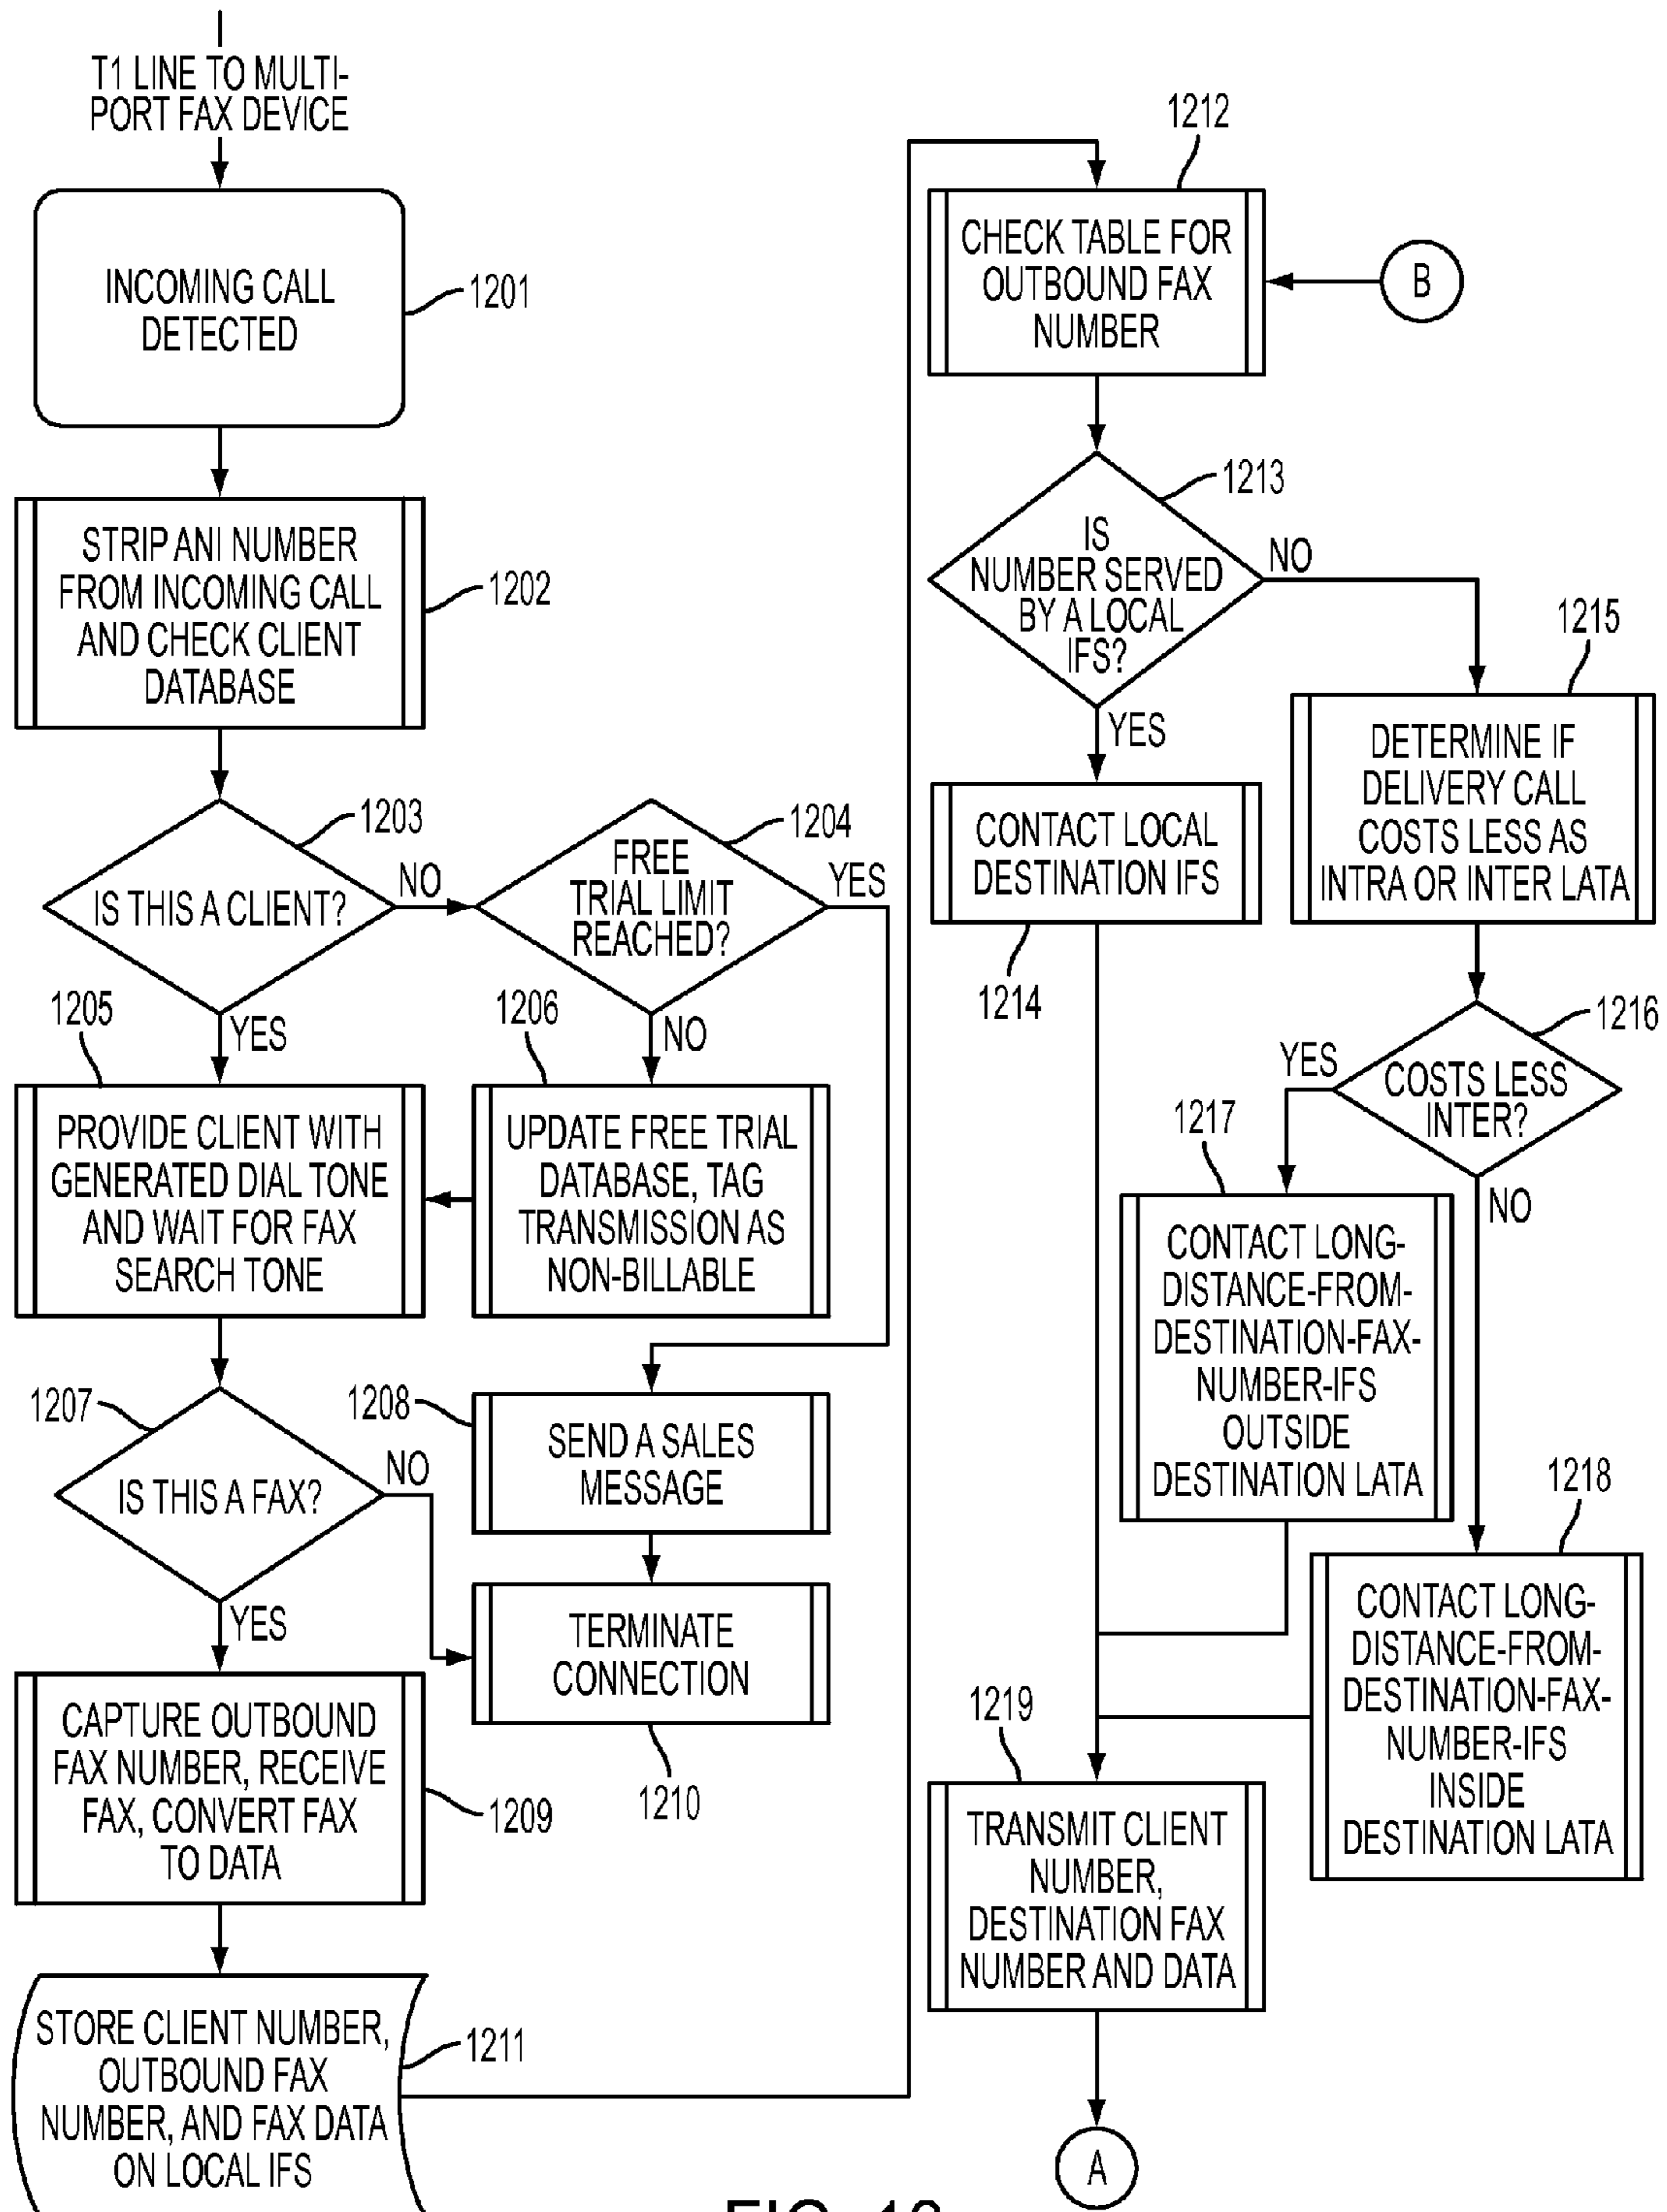 T1 LINE TO MULTI-
PORT FAX DEVICE
INCOMING CALL
DETECTED
1201
STRIP ANI NUMBER
FROM INCOMING CALL
AND CHECK CLIENT
DATABASE
1202
IS THIS A CLIENT?
1203
NO
YES
FREE
TRIAL LIMIT
REACHED?
1204
YES
NO
1205
PROVIDE CLIENT WITH
GENERATED DIAL TONE
AND WAIT FOR FAX
SEARCH TONE
1206
UPDATE FREE TRIAL
DATABASE, TAG
TRANSMISSION AS
NON-BILLABLE
1207
IS THIS A FAX?
NO
YES
1208
SEND A SALES
MESSAGE
TERMINATE
CONNECTION
1210
CAPTURE OUTBOUND
FAX NUMBER, RECEIVE
FAX, CONVERT FAX
TO DATA
1209
STORE CLIENT NUMBER,
OUTBOUND FAX
NUMBER, AND FAX DATA
ON LOCAL IFS
1211
1212
CHECK TABLE FOR
OUTBOUND FAX
NUMBER
B
1213
IS
NUMBER SERVED
BY A LOCAL
IFS?
NO
YES
CONTACT LOCAL
DESTINATION IFS
1214
1215
DETERMINE IF
DELIVERY CALL
COSTS LESS AS
INTRA OR INTER LATA
1216
COSTS LESS
INTER?
YES
NO
1217
CONTACT LONG-
DISTANCE-FROM-
DESTINATION-FAX-
NUMBER-IFS
OUTSIDE
DESTINATION LATA
1218
CONTACT LONG-
DISTANCE-FROM-
DESTINATION-FAX-
NUMBER-IFS
INSIDE
DESTINATION LATA
1219
TRANSMIT CLIENT
NUMBER,
DESTINATION FAX
NUMBER AND DATA
A
FIG.